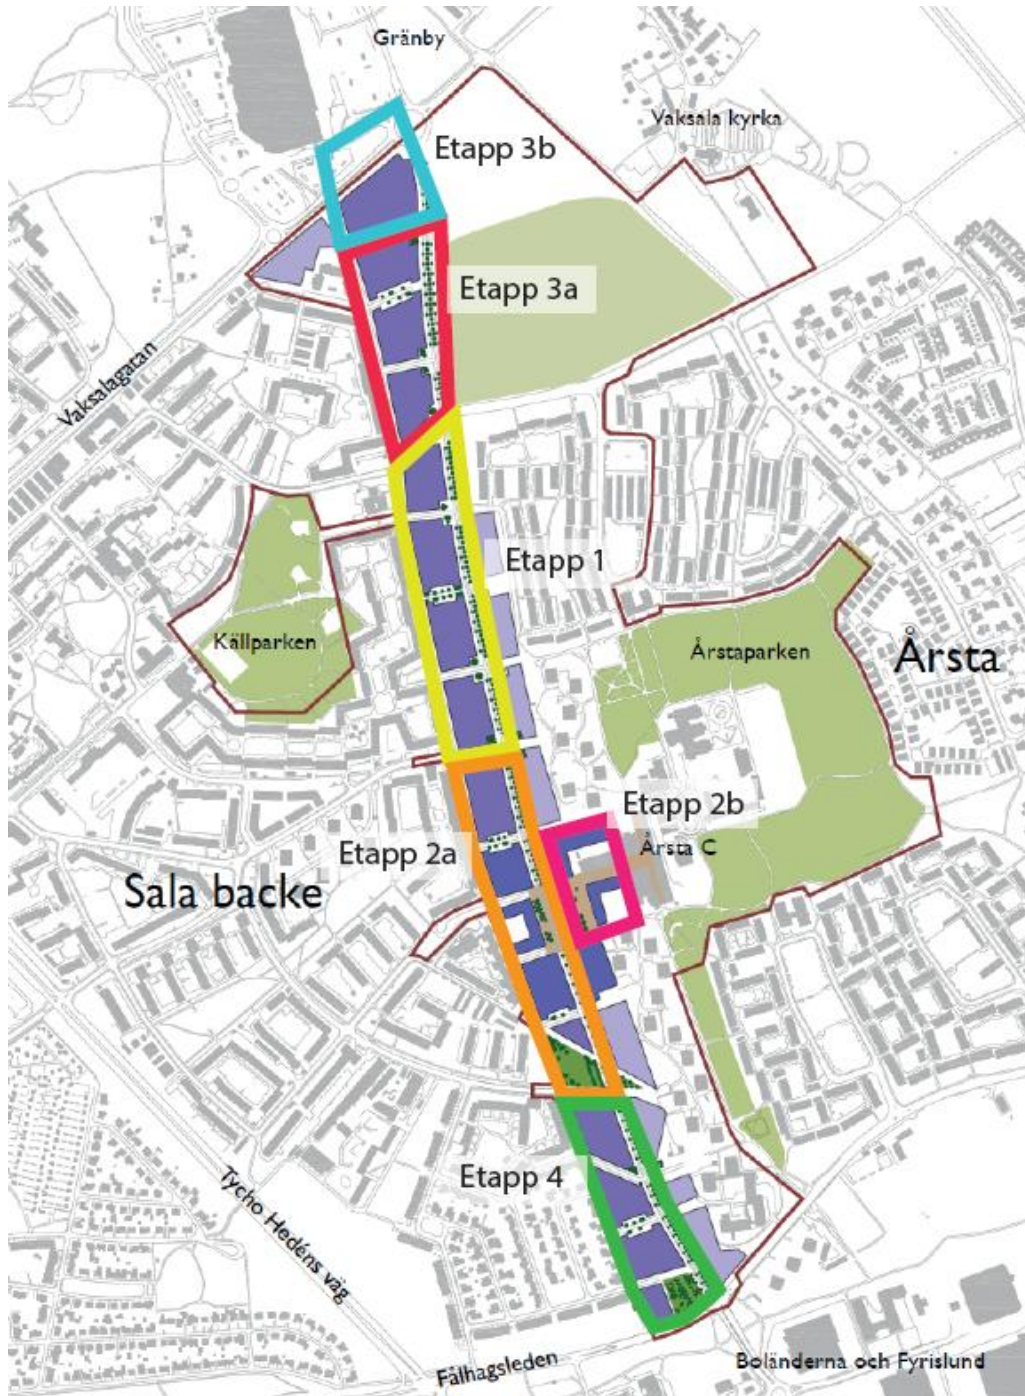 Gränby
Vaksala kyrka
Etapp 3b
Etapp 3a
Vaksalagatan
Etapp 1
Källparken
Årstaparken
Årsta
Etapp 2b
Årsta C
Etapp 2a
Sala backe
Etapp 4
Tycho Hedéns väg
Fålhagsleden
Boländerna och Fyrislund